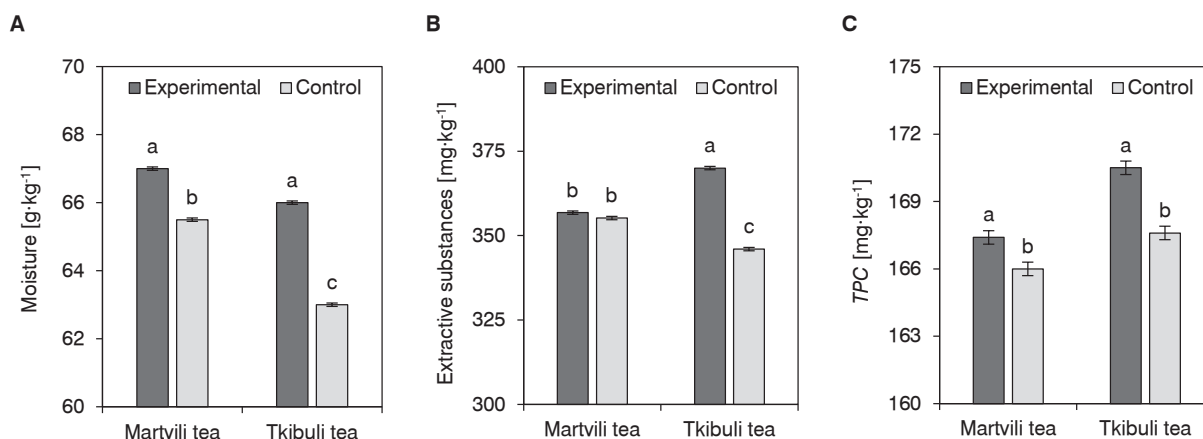 A
Moisture [g·kg-1]
70
68
66
64
62
60
Experimental Control
a
b
a
c
Martvili tea Tkibuli tea
B
Extractive substances [mg·kg-1]
400
375
350
325
300
Experimental Control
b
b
a
c
Martvili tea Tkibuli tea
C
TPC [mg·kg-1]
175
172
169
166
163
160
Experimental Control
a
b
a
b
Martvili tea Tkibuli tea